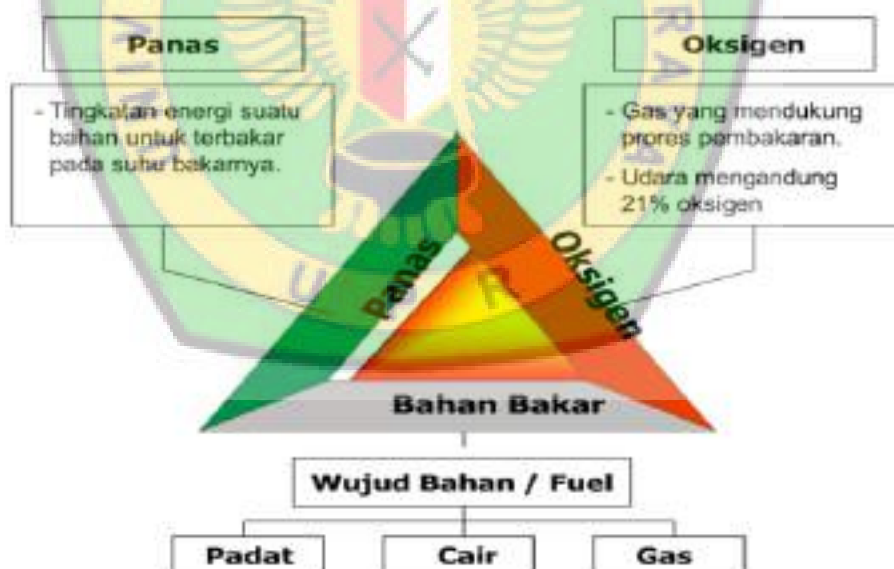 Panas
- Tingkatan energi suatu
bahan untuk terbakar
pada suhu bakarnya.
Oksigen
- Gas yang mendukung
prores pembakaran.
- Udara mengandung
21% oksigen
Panas
Oksigen
Bahan Bakar
Wujud Bahan / Fuel
Padat
Cair
Gas